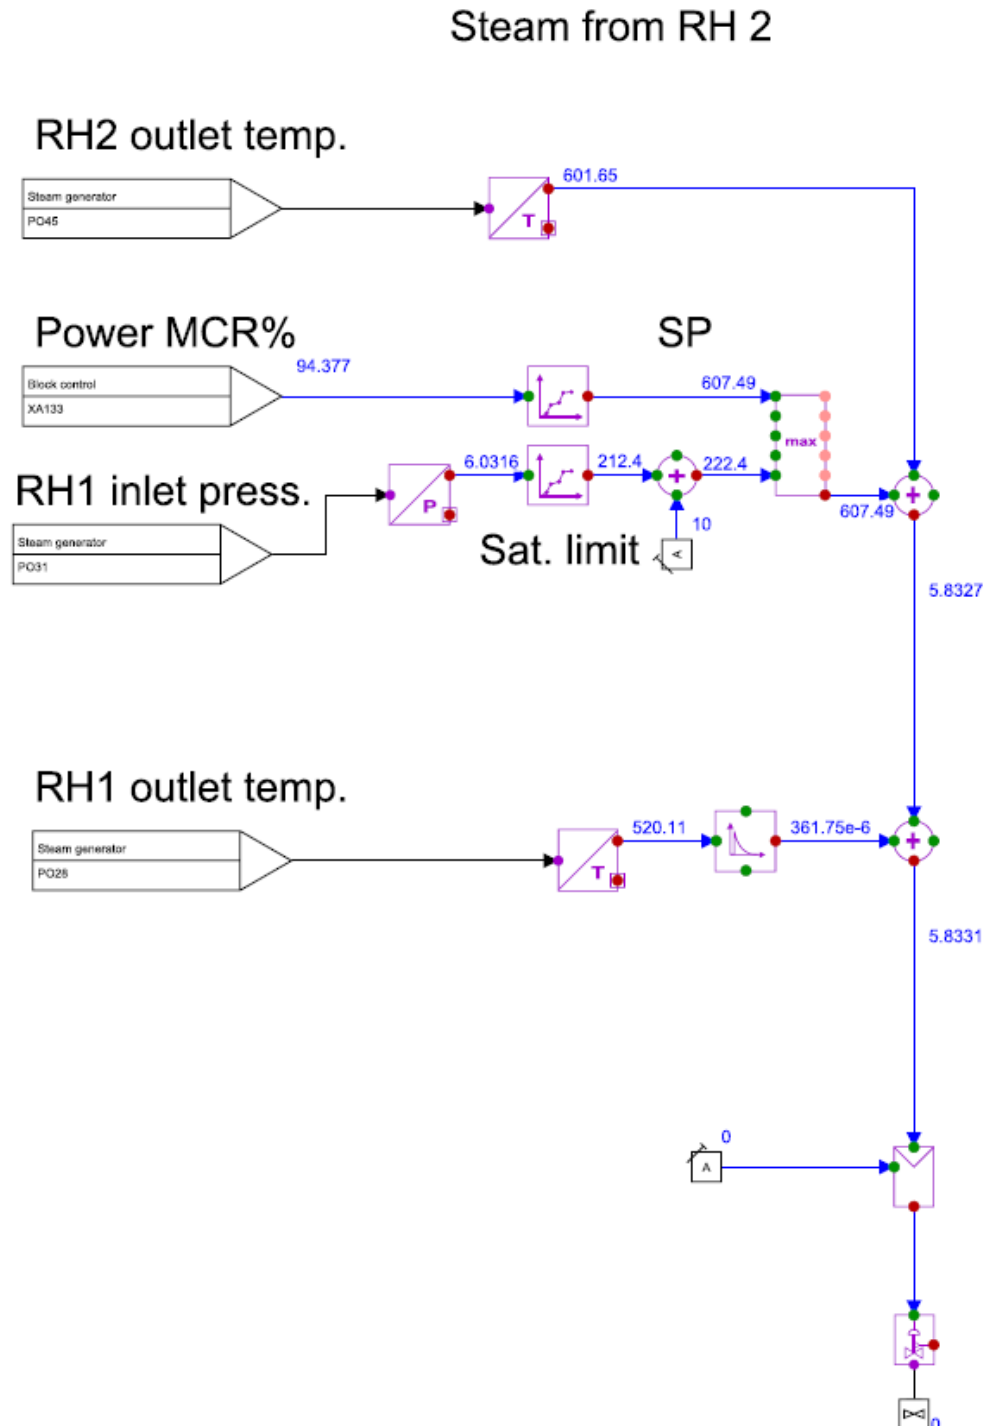 Steam from RH 2
RH2 outlet temp.
Steam generator
PO45
T
601.65
Power MCR%
SP
Block control
XA133
94.377
607.49
max
RH1 inlet press.
Steam generator
PO31
P
6.0316
212.4
+
222.4
10
Sat. limit
A
607.49
+
5.8327
RH1 outlet temp.
Steam generator
PO28
T
520.11
361.75e-6
+
5.8331
0
A
0